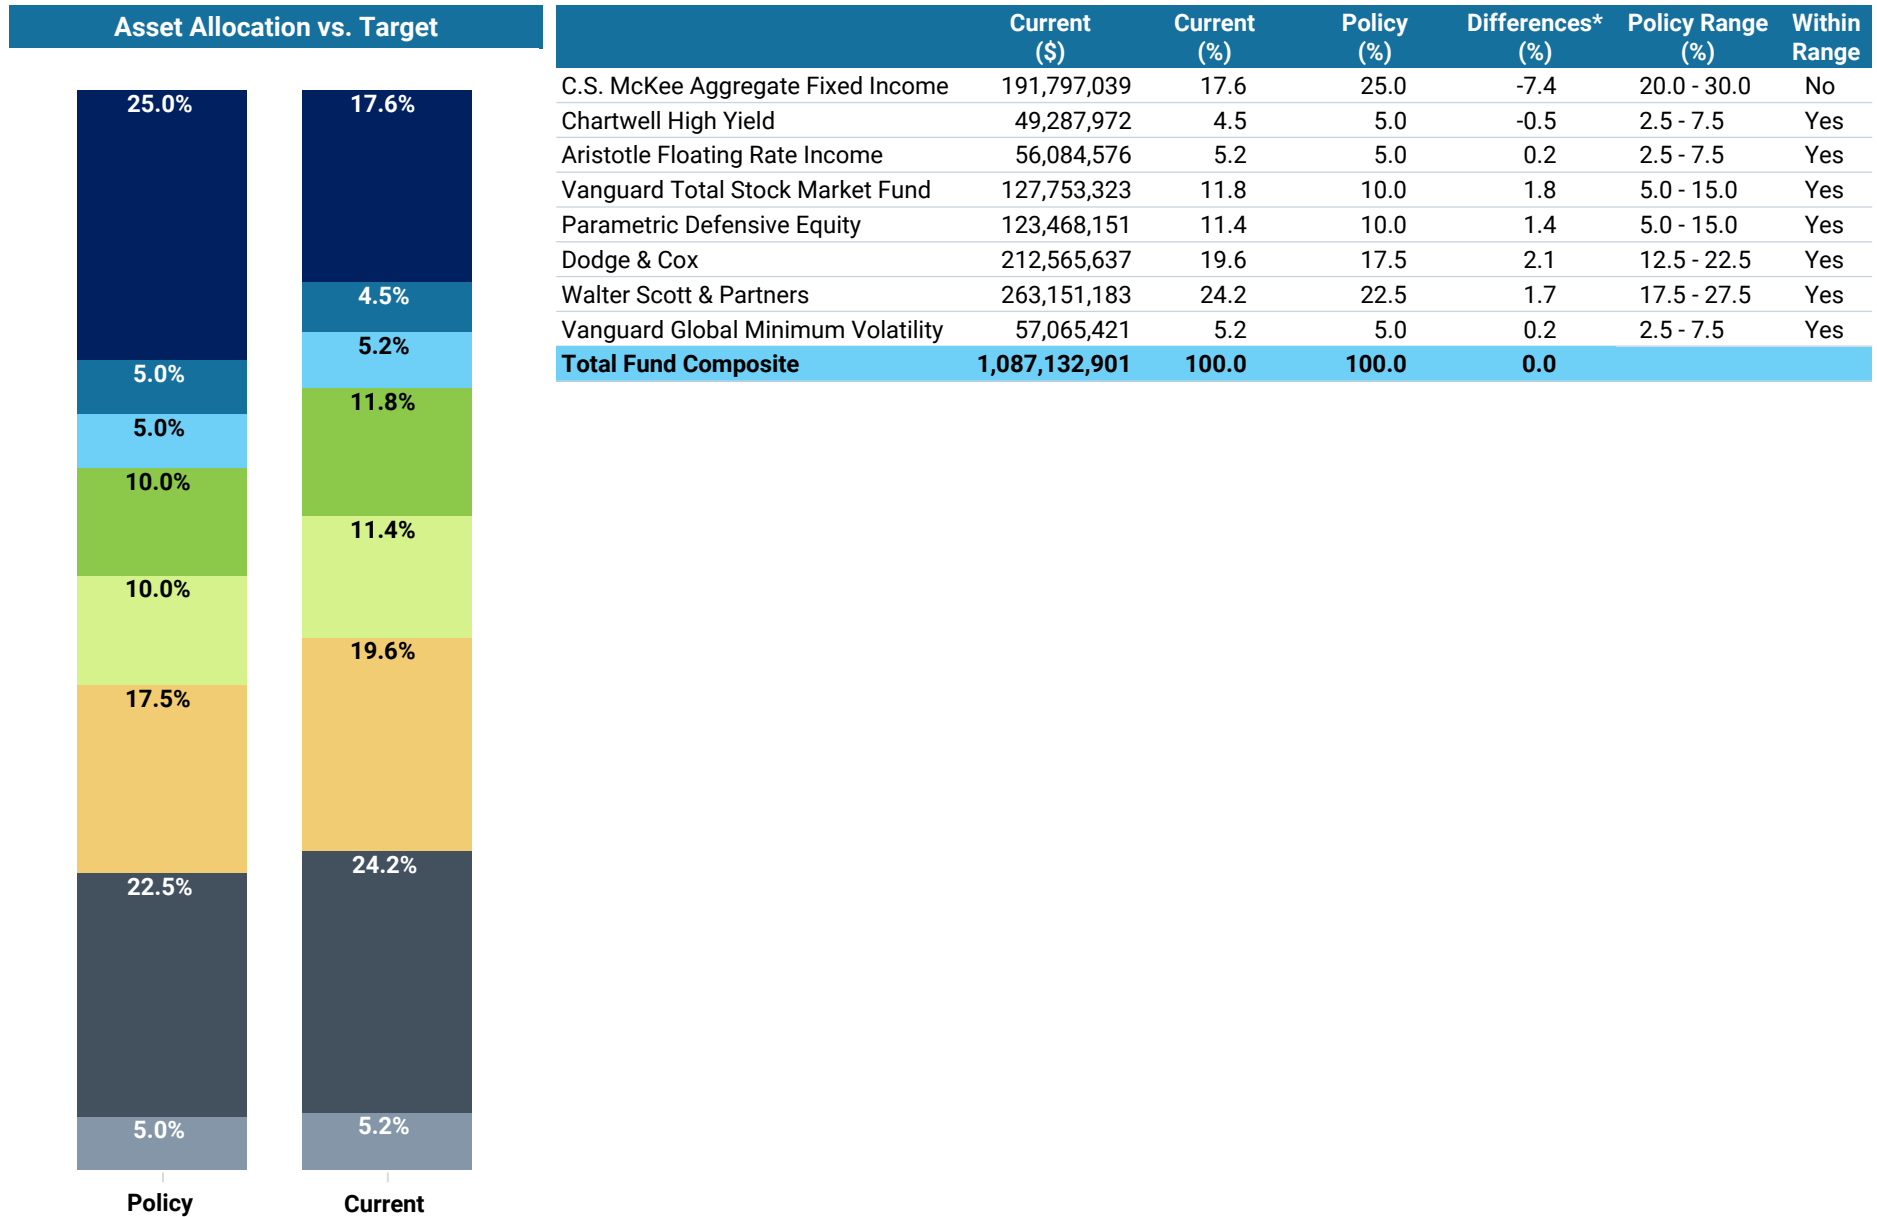 Asset Allocation vs. Target
25.0%
5.0%
5.0%
10.0%
10.0%
17.5%
22.5%
5.0%
Policy
17.6%
4.5%
5.2%
11.8%
11.4%
19.6%
24.2%
5.2%
Current
Current ($) Current (%) Policy (%) Differences* (%) Policy Range (%) Within Range
C.S. McKee Aggregate Fixed Income 191,797,039 17.6 25.0 -7.4 20.0 - 30.0 No
Chartwell High Yield 49,287,972 4.5 5.0 -0.5 2.5 - 7.5 Yes
Aristotle Floating Rate Income 56,084,576 5.2 5.0 0.2 2.5 - 7.5 Yes
Vanguard Total Stock Market Fund 127,753,323 11.8 10.0 1.8 5.0 - 15.0 Yes
Parametric Defensive Equity 123,468,151 11.4 10.0 1.4 5.0 - 15.0 Yes
Dodge & Cox 212,565,637 19.6 17.5 2.1 12.5 - 22.5 Yes
Walter Scott & Partners 263,151,183 24.2 22.5 1.7 17.5 - 27.5 Yes
Vanguard Global Minimum Volatility 57,065,421 5.2 5.0 0.2 2.5 - 7.5 Yes
Total Fund Composite 1,087,132,901 100.0 100.0 0.0